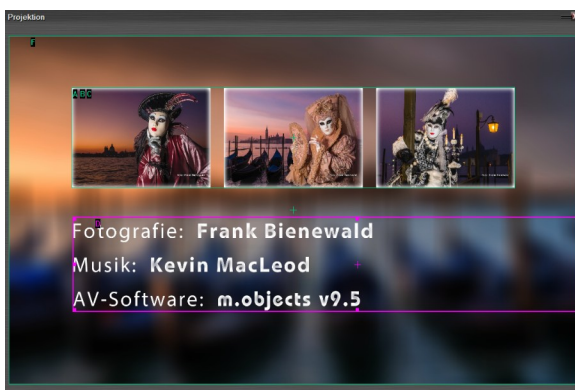 Projektion
F
A B C
Fotografie: Frank Bienewald
Musik: Kevin MacLeod
AV-Software: m.objects v9.5